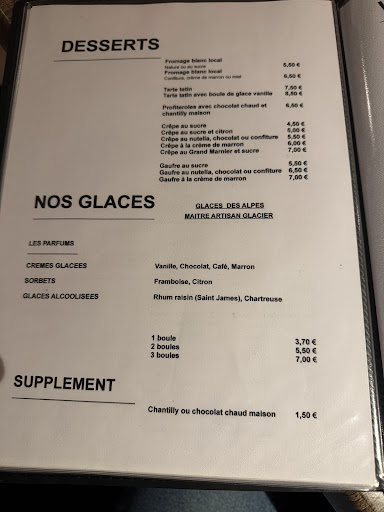 DESSERTS
Fromage blanc local
Nature ou au sucre 5,50 €
Fromage blanc local
Confiture, crème de marron ou miel 6,50 €
Tarte tatin 7,50 €
Tarte tatin avec boule de glace vanille 8,50 €
Profiteroles avec chocolat chaud et 6,50 €
chantilly maison
Crêpe au sucre 4,50 €
Crêpe au sucre et citron 5,00 €
Crêpe au nutella, chocolat ou confiture 5,50 €
Crêpe à la crème de marron 6,00 €
Crêpe au Grand Marnier et sucre 7,00 €
Gaufre au sucre 5,50 €
Gaufre au nutella, chocolat ou confiture 6,50 €
Gaufre à la crème de marron 7,00 €
NOS GLACES
GLACES DES ALPES
MAITRE ARTISAN GLACIER
LES PARFUMS
CREMES GLACEES Vanille, Chocolat, Café, Marron
SORBETS Framboise, Citron
GLACES ALCOOLISEES Rhum raisin (Saint James), Chartreuse
1 boule 3,70 €
2 boules 5,50 €
3 boules 7,00 €
SUPPLEMENT
Chantilly ou chocolat chaud maison 1,50 €